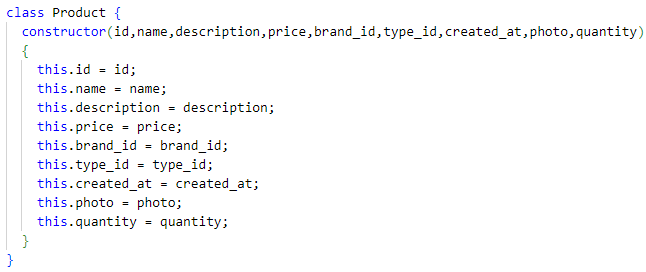 class Product {
constructor(id,name,description,price,brand_id,type_id,created_at,photo,quantity)
{
this.id = id;
this.name = name;
this.description = description;
this.price = price;
this.brand_id = brand_id;
this.type_id = type_id;
this.created_at = created_at;
this.photo = photo;
this.quantity = quantity;
}
}